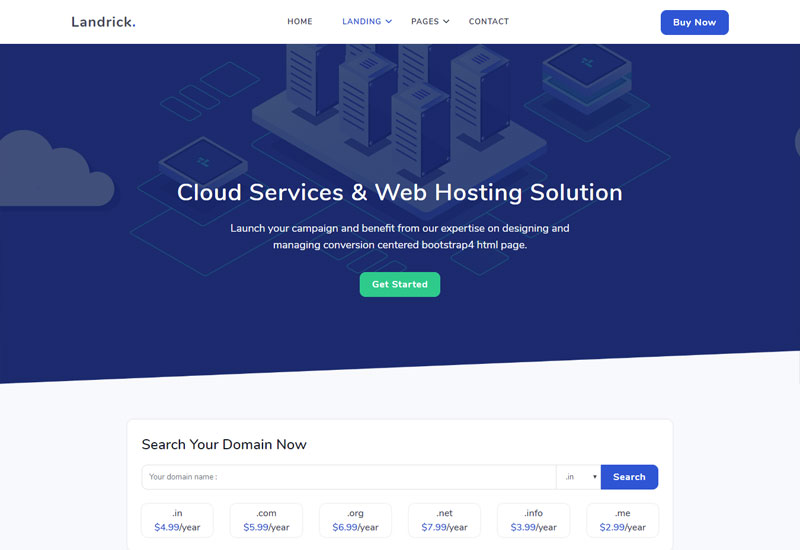 Landrick.
HOME
LANDING
PAGES
CONTACT
Buy Now
Cloud Services & Web Hosting Solution
Launch your campaign and benefit from our expertise on designing and
managing conversion centered bootstrap4 html page.
Get Started
Search Your Domain Now
Your domain name :
.in
Search
.in
$4.99/year
.com
$5.99/year
.org
$6.99/year
.net
$7.99/year
.info
$3.99/year
.me
$2.99/year